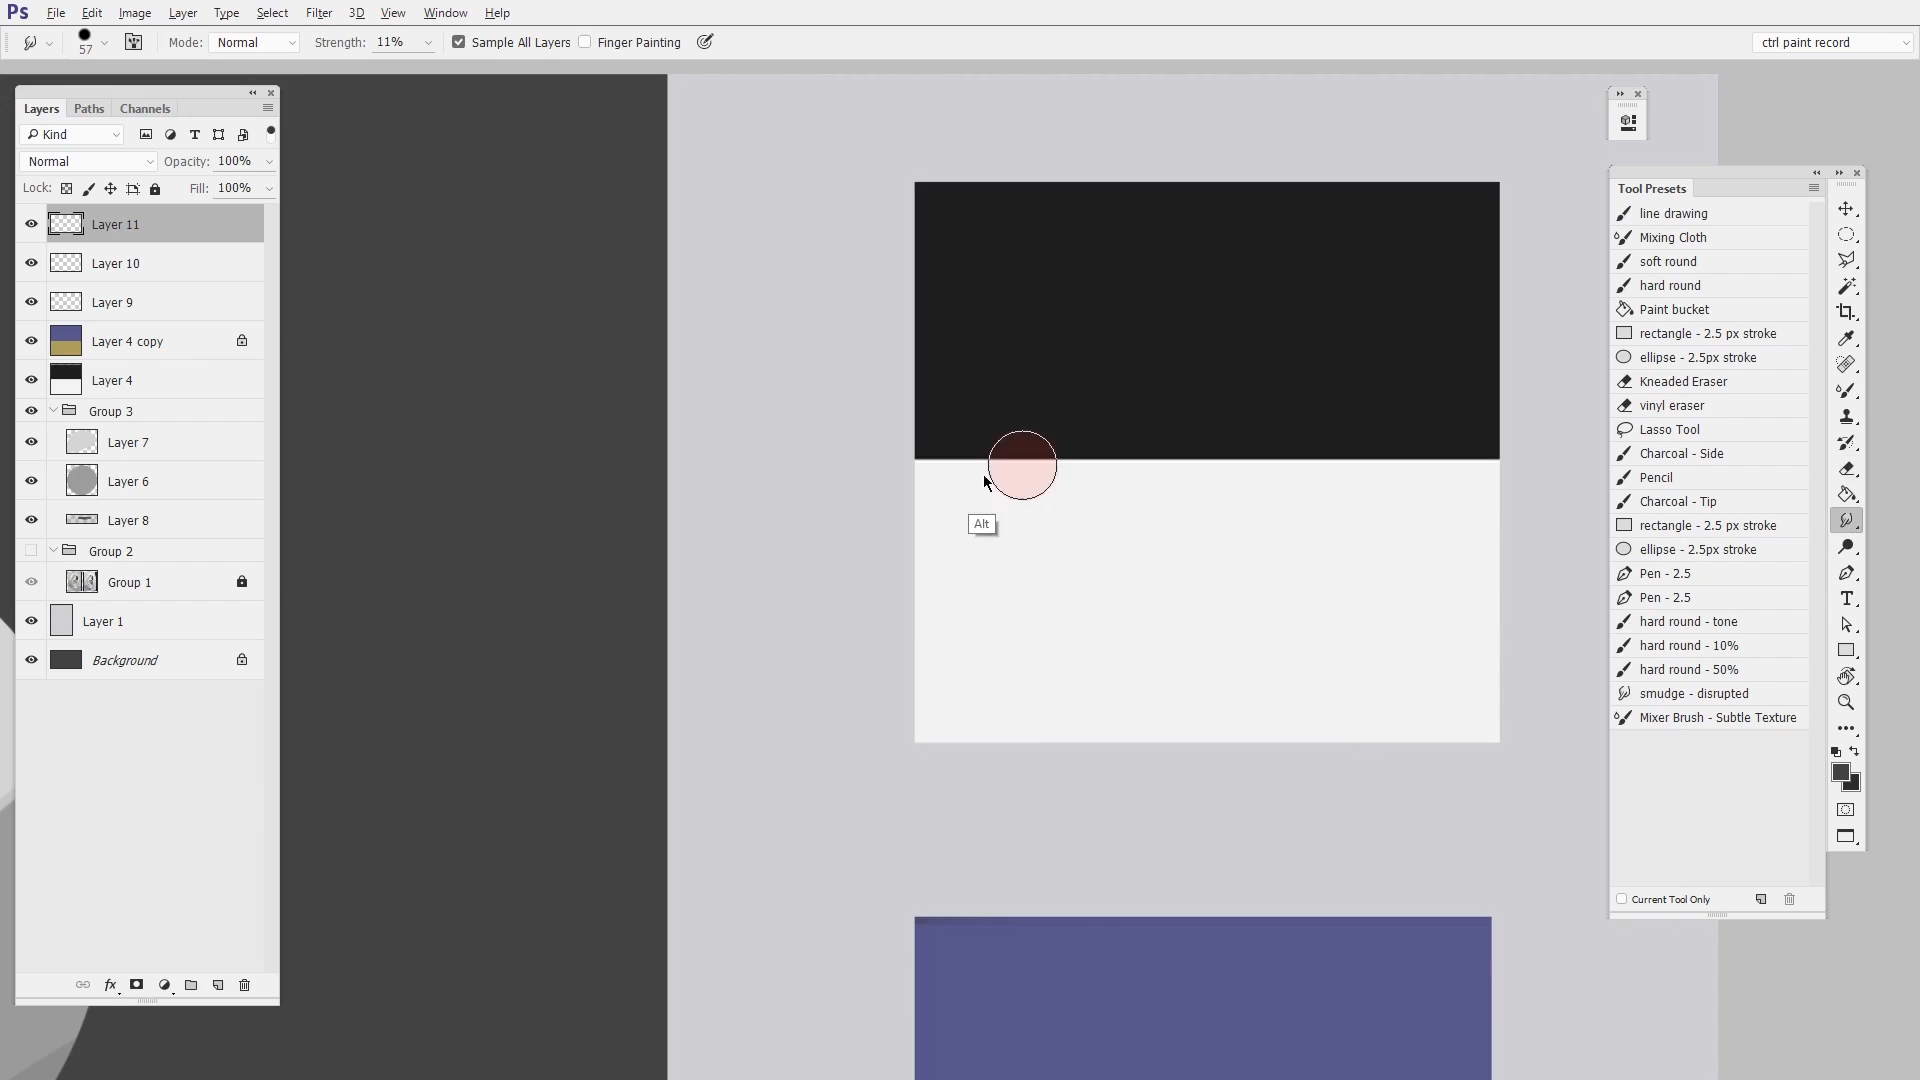 Ps File Edit Image Layer Type Select Filter 3D View Window Help
57 Mode: Normal Strength: 11% Sample All Layers Finger Painting ctrl paint record
Layers Paths Channels
Kind
Normal Opacity: 100%
Lock: Fill: 100%
Layer 11
Layer 10
Layer 9
Layer 4 copy
Layer 4
Group 3
Layer 7
Layer 6
Layer 8
Group 2
Group 1
Layer 1
Background
fx
Alt
Tool Presets
line drawing
Mixing Cloth
soft round
hard round
Paint bucket
rectangle - 2.5 px stroke
ellipse - 2.5px stroke
Kneaded Eraser
vinyl eraser
Lasso Tool
Charcoal - Side
Pencil
Charcoal - Tip
rectangle - 2.5 px stroke
ellipse - 2.5px stroke
Pen - 2.5
Pen - 2.5
hard round - tone
hard round - 10%
hard round - 50%
smudge - disrupted
Mixer Brush - Subtle Texture
Current Tool Only